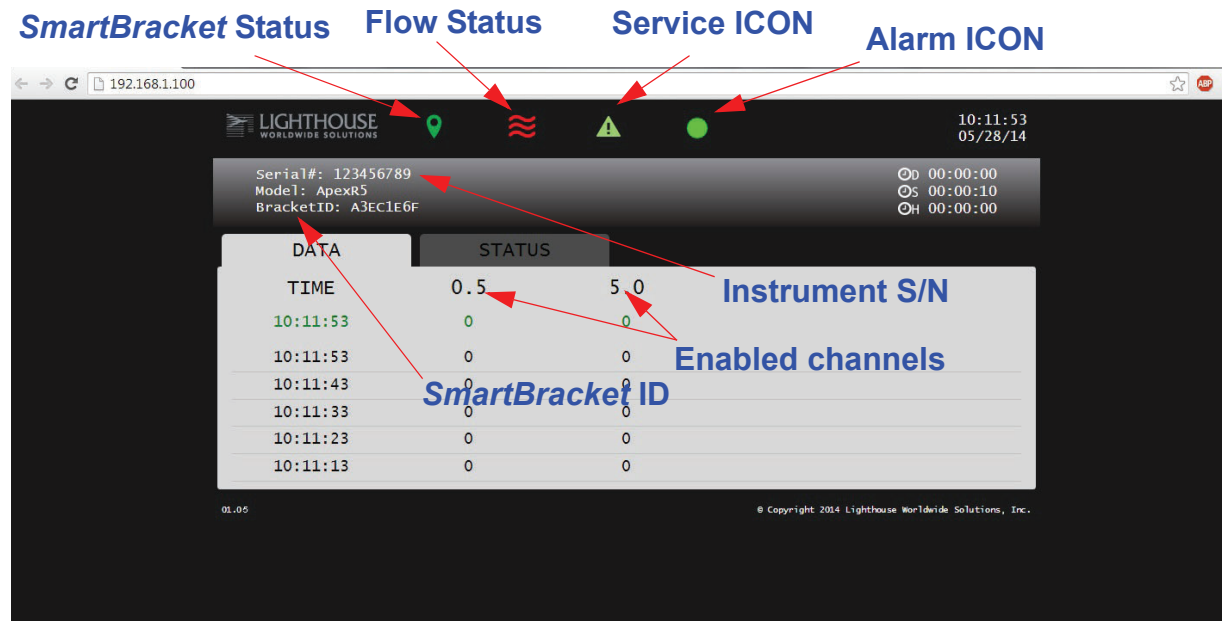 SmartBracket Status
Flow Status
Service ICON
Alarm ICON
192.168.1.100
ABP
LIGHTHOUSE
WORLDWIDE SOLUTIONS
10:11:53
05/28/14
Serial#: 123456789
Model: ApexR5
BracketID: A3EC1E6F
D 00:00:00
S 00:00:10
H 00:00:00
DATA STATUS
TIME 0.5 5.0
Instrument S/N
10:11:53 0 0
Enabled channels
10:11:53 0 0
10:11:43 0 0
SmartBracket ID
10:11:33 0 0
10:11:23 0 0
10:11:13 0 0
01.06
© Copyright 2014 Lighthouse Worldwide Solutions, Inc.